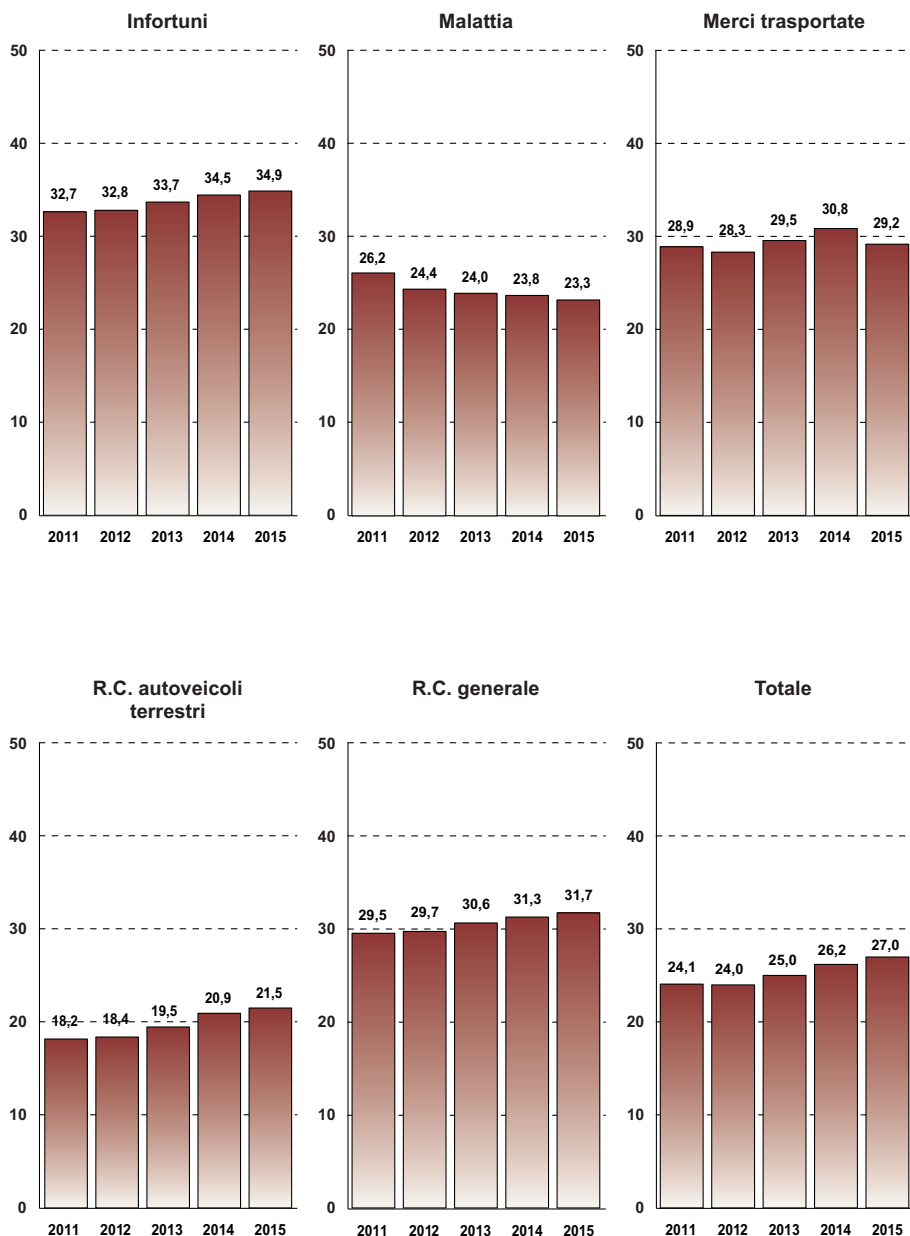 Infortuni
50
40
30
20
10
0
32,7 32,8 33,7 34,5 34,9
2011 2012 2013 2014 2015
Malattia
50
40
30
20
10
0
26,2 24,4 24,0 23,8 23,3
2011 2012 2013 2014 2015
Merci trasportate
50
40
30
20
10
0
28,9 28,3 29,5 30,8 29,2
2011 2012 2013 2014 2015
R.C. autoveicoli
terrestri
50
40
30
20
10
0
18,2 18,4 19,5 20,9 21,5
2011 2012 2013 2014 2015
R.C. generale
50
40
30
20
10
0
29,5 29,7 30,6 31,3 31,7
2011 2012 2013 2014 2015
Totale
50
40
30
20
10
0
24,1 24,0 25,0 26,2 27,0
2011 2012 2013 2014 2015